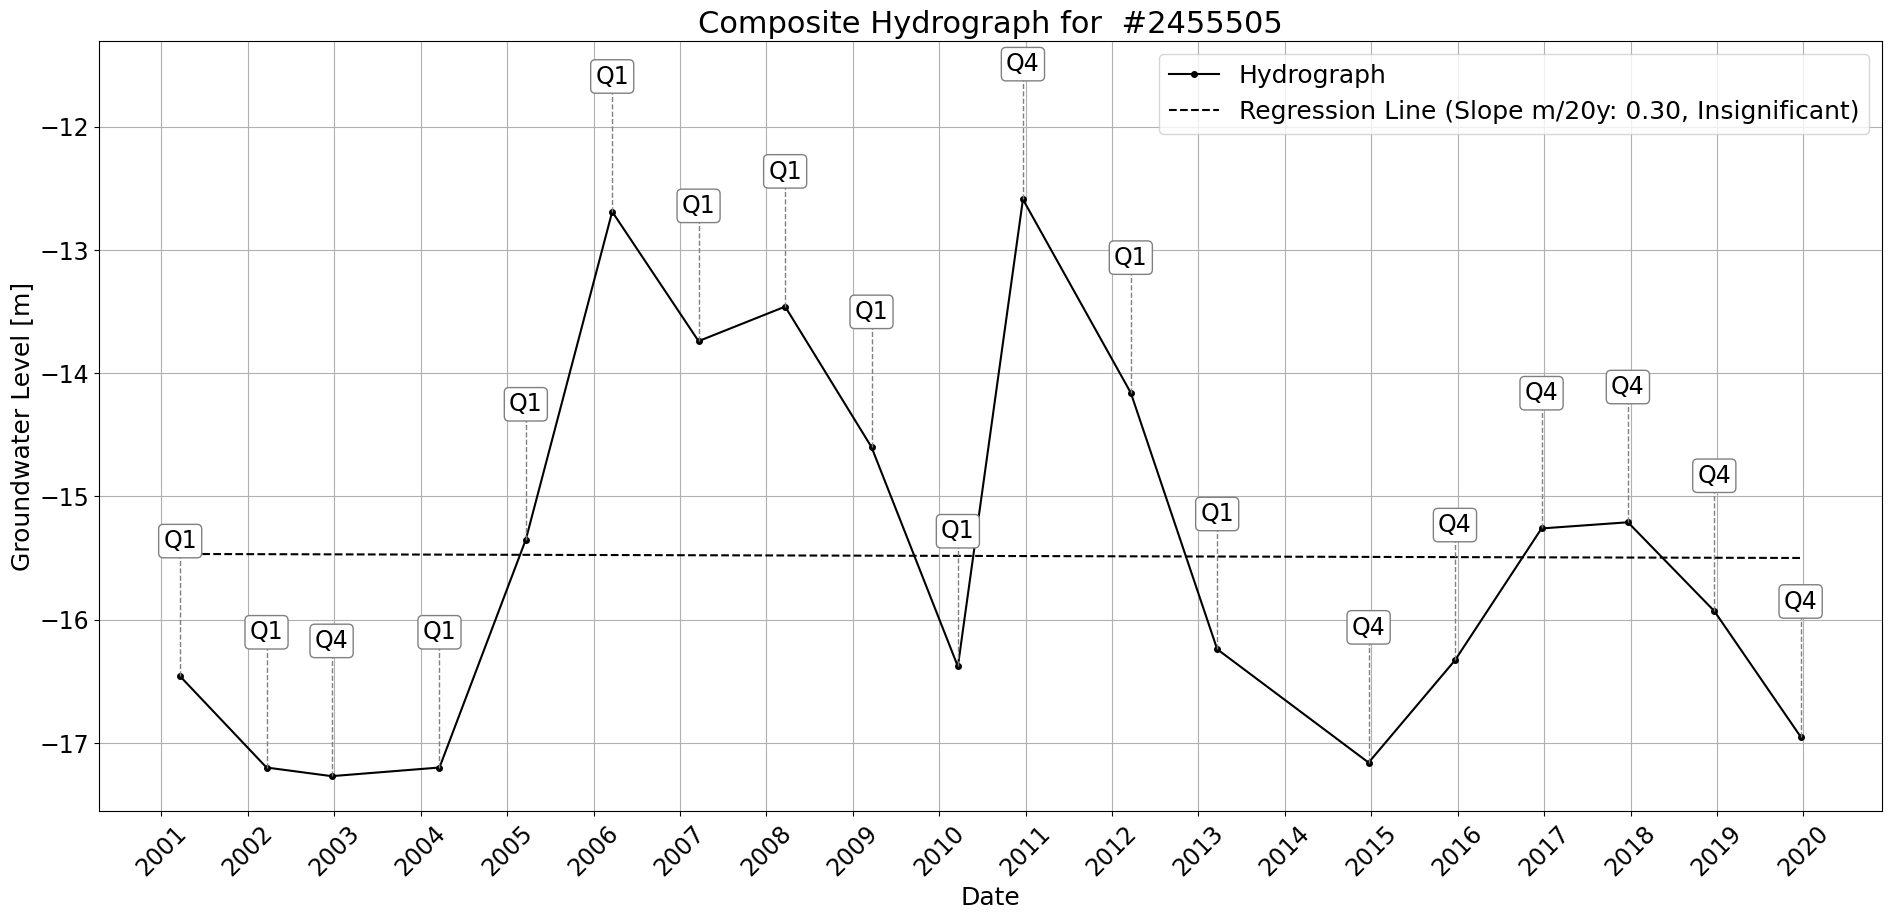 Composite Hydrograph for  #2455505
Hydrograph
Regression Line (Slope m/20y: 0.30, Insignificant)
Groundwater Level [m]
−12
−13
−14
−15
−16
−17
Q1
Q1
Q4
Q1
Q1
Q1
Q1
Q1
Q1
Q1
Q4
Q1
Q1
Q4
Q4
Q4
Q4
Q4
Q4
2001
2002
2003
2004
2005
2006
2007
2008
2009
2010
2011
2012
2013
2014
2015
2016
2017
2018
2019
2020
Date